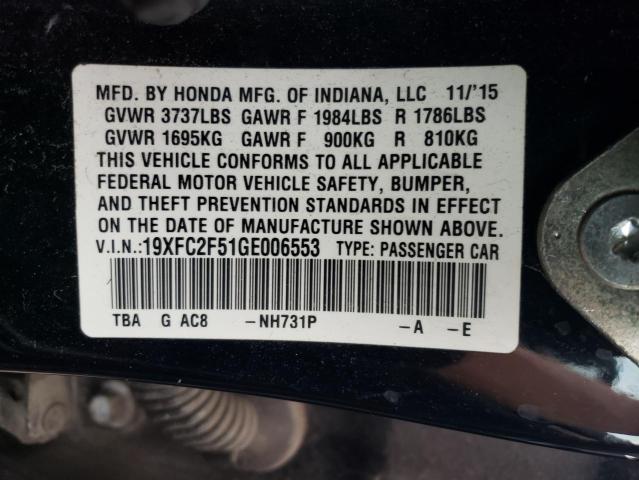 MFD. BY HONDA MFG. OF INDIANA, LLC 11/'15
GVWR 3737LBS GAWR F 1984LBS R 1786LBS
GVWR 1695KG GAWR F 900KG R 810KG
THIS VEHICLE CONFORMS TO ALL APPLICABLE
FEDERAL MOTOR VEHICLE SAFETY, BUMPER,
AND THEFT PREVENTION STANDARDS IN EFFECT
ON THE DATE OF MANUFACTURE SHOWN ABOVE.
V.I.N.:19XFC2F51GE006553 TYPE: PASSENGER CAR
TBA G AC8 -NH731P -A -E